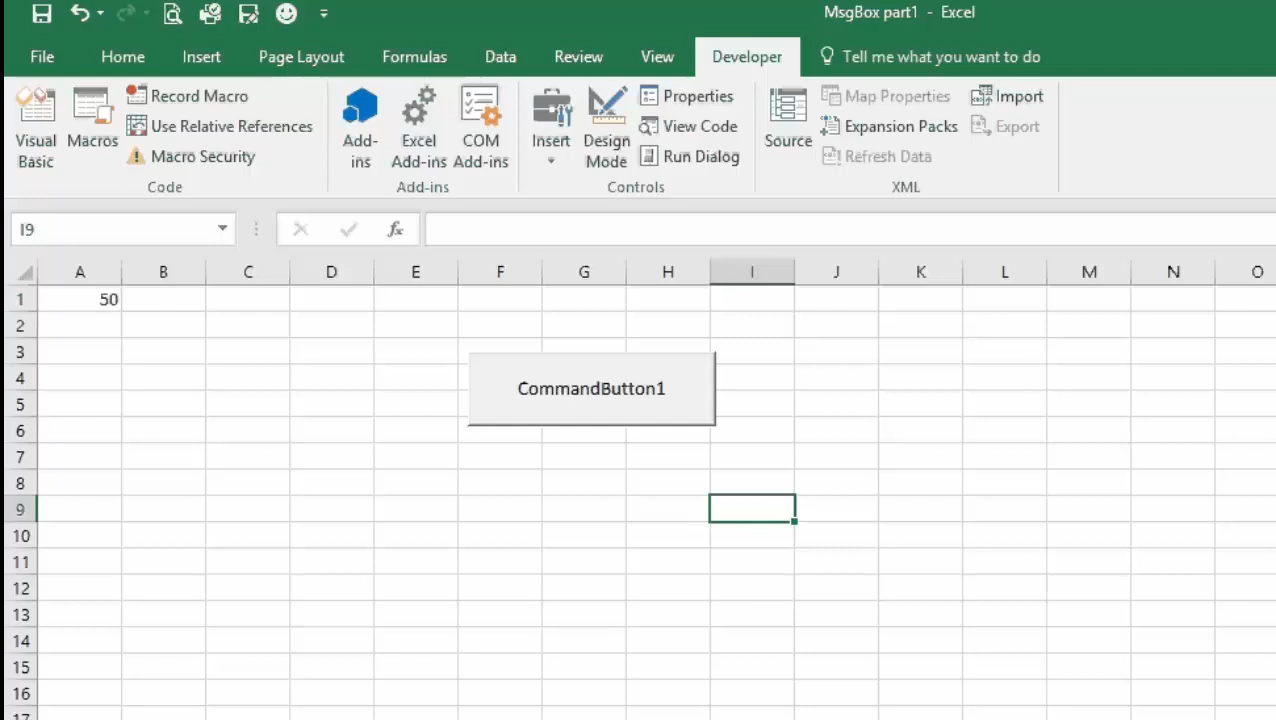 MsgBox part1 - Excel
File Home Insert Page Layout Formulas Data Review View Developer Tell me what you want to do
Visual Basic
Macros
Record Macro
Use Relative References
Macro Security
Code
Add-ins
Excel Add-ins
COM Add-ins
Add-ins
Insert
Design Mode
Properties
View Code
Run Dialog
Controls
Source
Map Properties
Expansion Packs
Refresh Data
Import
Export
XML
I9
fx
A B C D E F G H I J K L M N O
1 50
2
3
4
CommandButton1
5
6
7
8
9
10
11
12
13
14
15
16
17